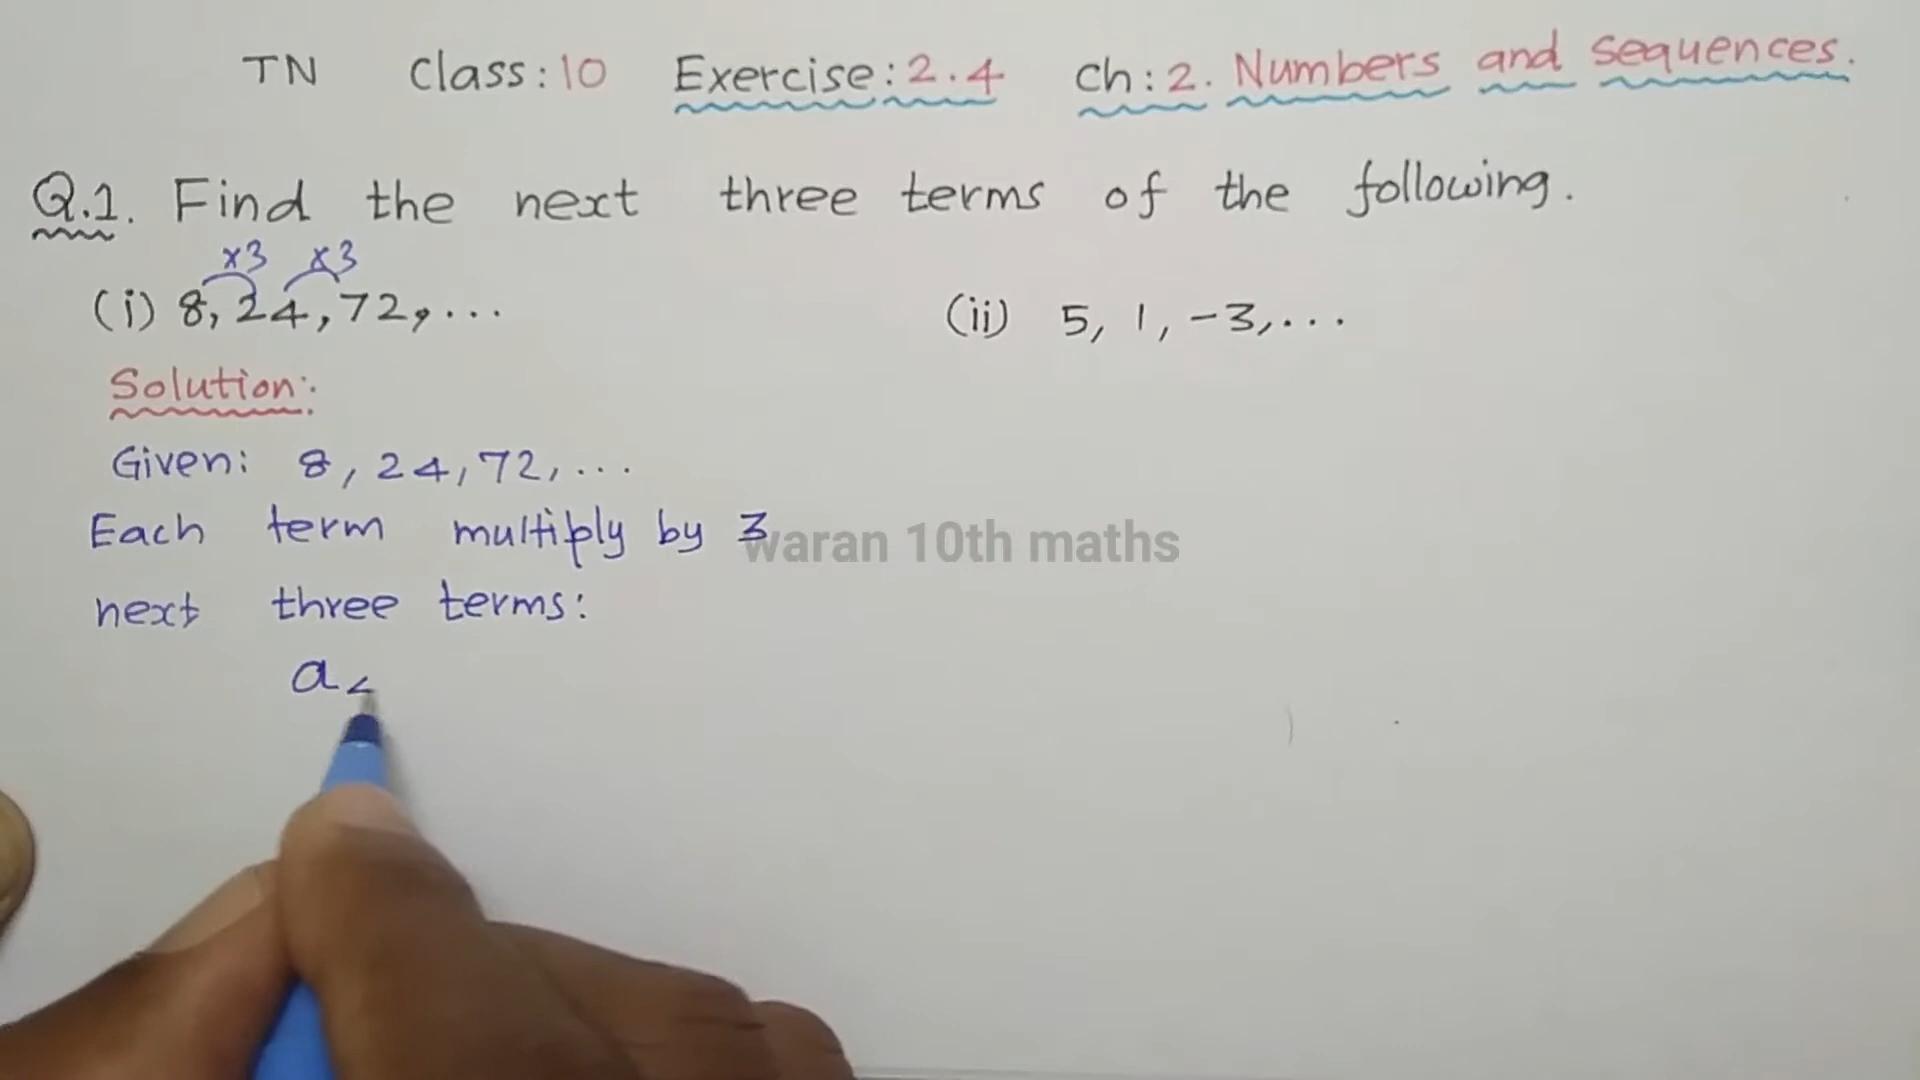 TN Class: 10 Exercise: 2.4 Ch: 2. Numbers and sequences.
Q.1. Find the next three terms of the following.
×3 ×3
(i) 8, 24, 72, ... (ii) 5, 1, -3, ...
Solution:
Given: 8, 24, 72, ...
Each term multiply by 3
waran 10th maths
next three terms:
a